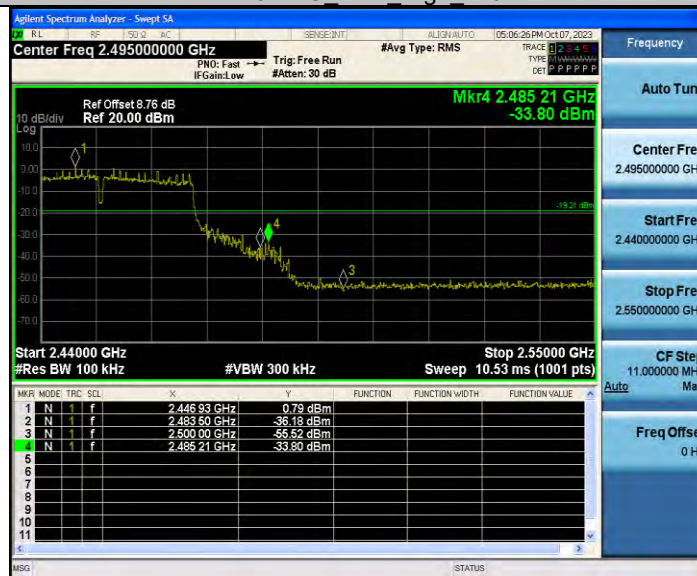 Agilent Spectrum Analyzer - Swept SA
RL RF 50 Ω AC SENSE:INT ALIGNAUTO 05:06:26PM Oct 07, 2023
Center Freq 2.495000000 GHz #Avg Type: RMS TRACE 1 2 3 4 5 6
PNO: Fast Trig: Free Run TYPE M
IFGain:Low #Atten: 30 dB DET P P P P P P
Mkr4 2.485 21 GHz
-33.80 dBm
Ref Offset 8.76 dB
10 dB/div Ref 20.00 dBm
Log
10.0
0.00
-10.0
-20.0
-30.0
-40.0
-50.0
-60.0
-70.0
1
4
3
-19.21 dBm
Start 2.44000 GHz Stop 2.55000 GHz
#Res BW 100 kHz #VBW 300 kHz Sweep 10.53 ms (1001 pts)
MKR MODE TRC SCL X Y FUNCTION FUNCTION WIDTH FUNCTION VALUE
1 N 1 f 2.446 93 GHz 0.79 dBm
2 N 1 f 2.483 50 GHz -36.18 dBm
3 N 1 f 2.500 00 GHz -55.52 dBm
4 N 1 f 2.485 21 GHz -33.80 dBm
5
6
7
8
9
10
11
MSG STATUS
Frequency
Auto Tun
Center Fre
2.495000000 GH
Start Fre
2.440000000 GH
Stop Fre
2.550000000 GH
CF Ste
11.000000 MH
Auto Ma
Freq Offse
0 H